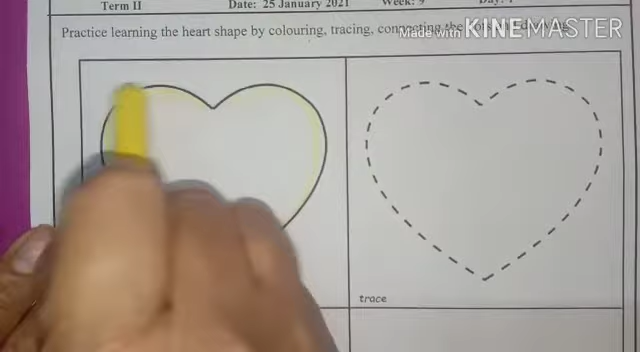 Term II Date: 25 January 2021 Week: 9
Practice learning the heart shape by colouring, tracing, connecting the
Made with KINEMASTER
trace